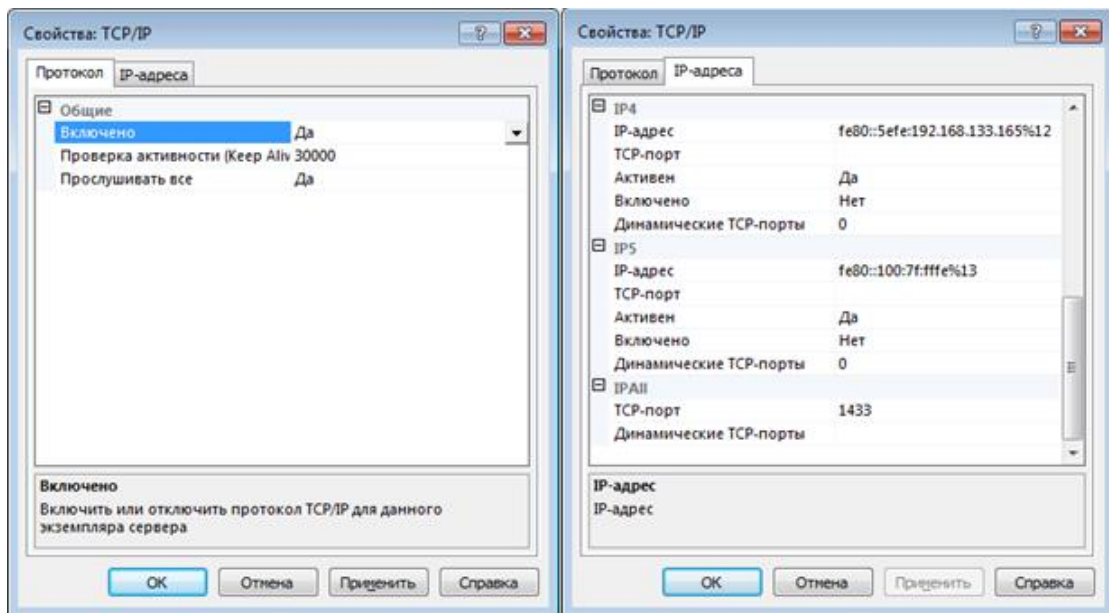 Свойства: TCP/IP
Протокол IP-адреса
Общие
Включено Да
Проверка активности (Keep Aliv 30000
Прослушивать все Да
Включено
Включить или отключить протокол TCP/IP для данного
экземпляра сервера
ОК Отмена Применить Справка
Свойства: TCP/IP
Протокол IP-адреса
IP4
IP-адрес fe80::5efe:192.168.133.165%12
TCP-порт
Активен Да
Включено Нет
Динамические TCP-порты 0
IP5
IP-адрес fe80::100:7f:fffe%13
TCP-порт
Активен Да
Включено Нет
Динамические TCP-порты 0
IPAll
TCP-порт 1433
Динамические TCP-порты
IP-адрес
IP-адрес
ОК Отмена Применить Справка